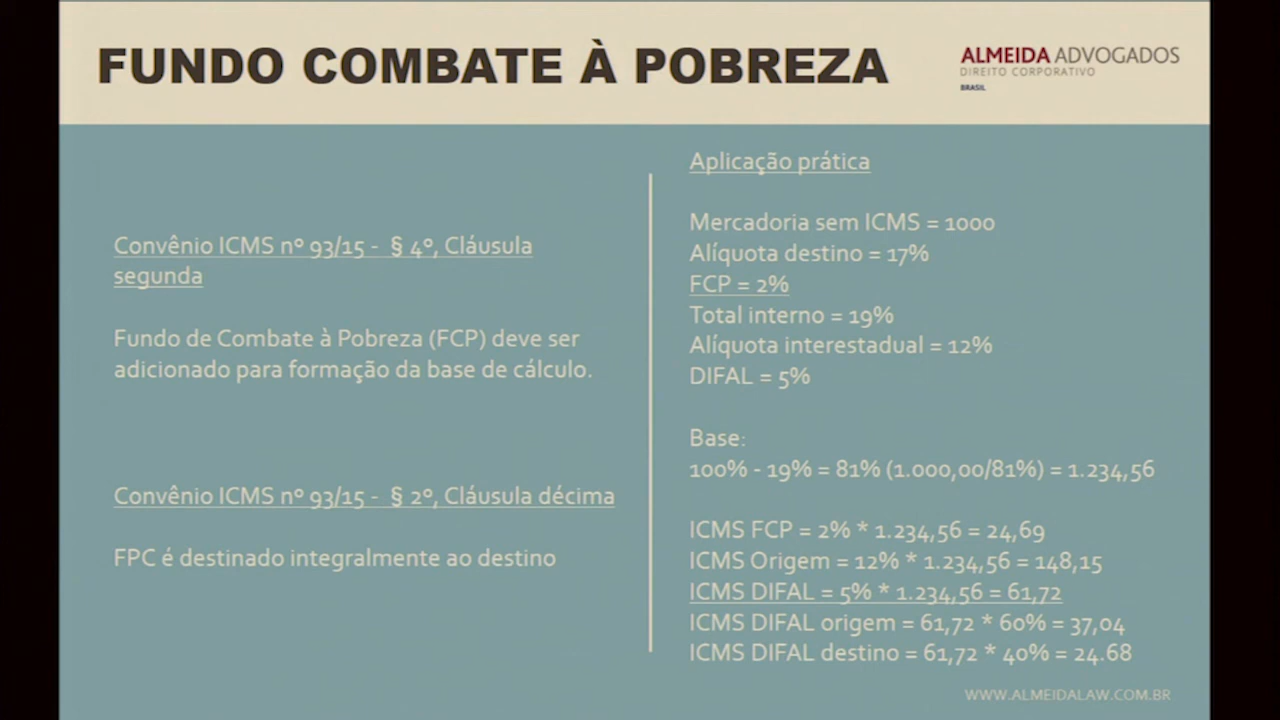 FUNDO COMBATE À POBREZA
ALMEIDA ADVOGADOS
DIREITO CORPORATIVO
BRASIL
Convênio ICMS nº 93/15 - § 4º, Cláusula
segunda
Fundo de Combate à Pobreza (FCP) deve ser
adicionado para formação da base de cálculo.
Convênio ICMS nº 93/15 - § 2º, Cláusula décima
FPC é destinado integralmente ao destino
Aplicação prática
Mercadoria sem ICMS = 1000
Alíquota destino = 17%
FCP = 2%
Total interno = 19%
Alíquota interestadual = 12%
DIFAL = 5%
Base:
100% - 19% = 81% (1.000,00/81%) = 1.234,56
ICMS FCP = 2% * 1.234,56 = 24,69
ICMS Origem = 12% * 1.234,56 = 148,15
ICMS DIFAL = 5% * 1.234,56 = 61,72
ICMS DIFAL origem = 61,72 * 60% = 37,04
ICMS DIFAL destino = 61,72 * 40% = 24.68
WWW.ALMEIDALAW.COM.BR